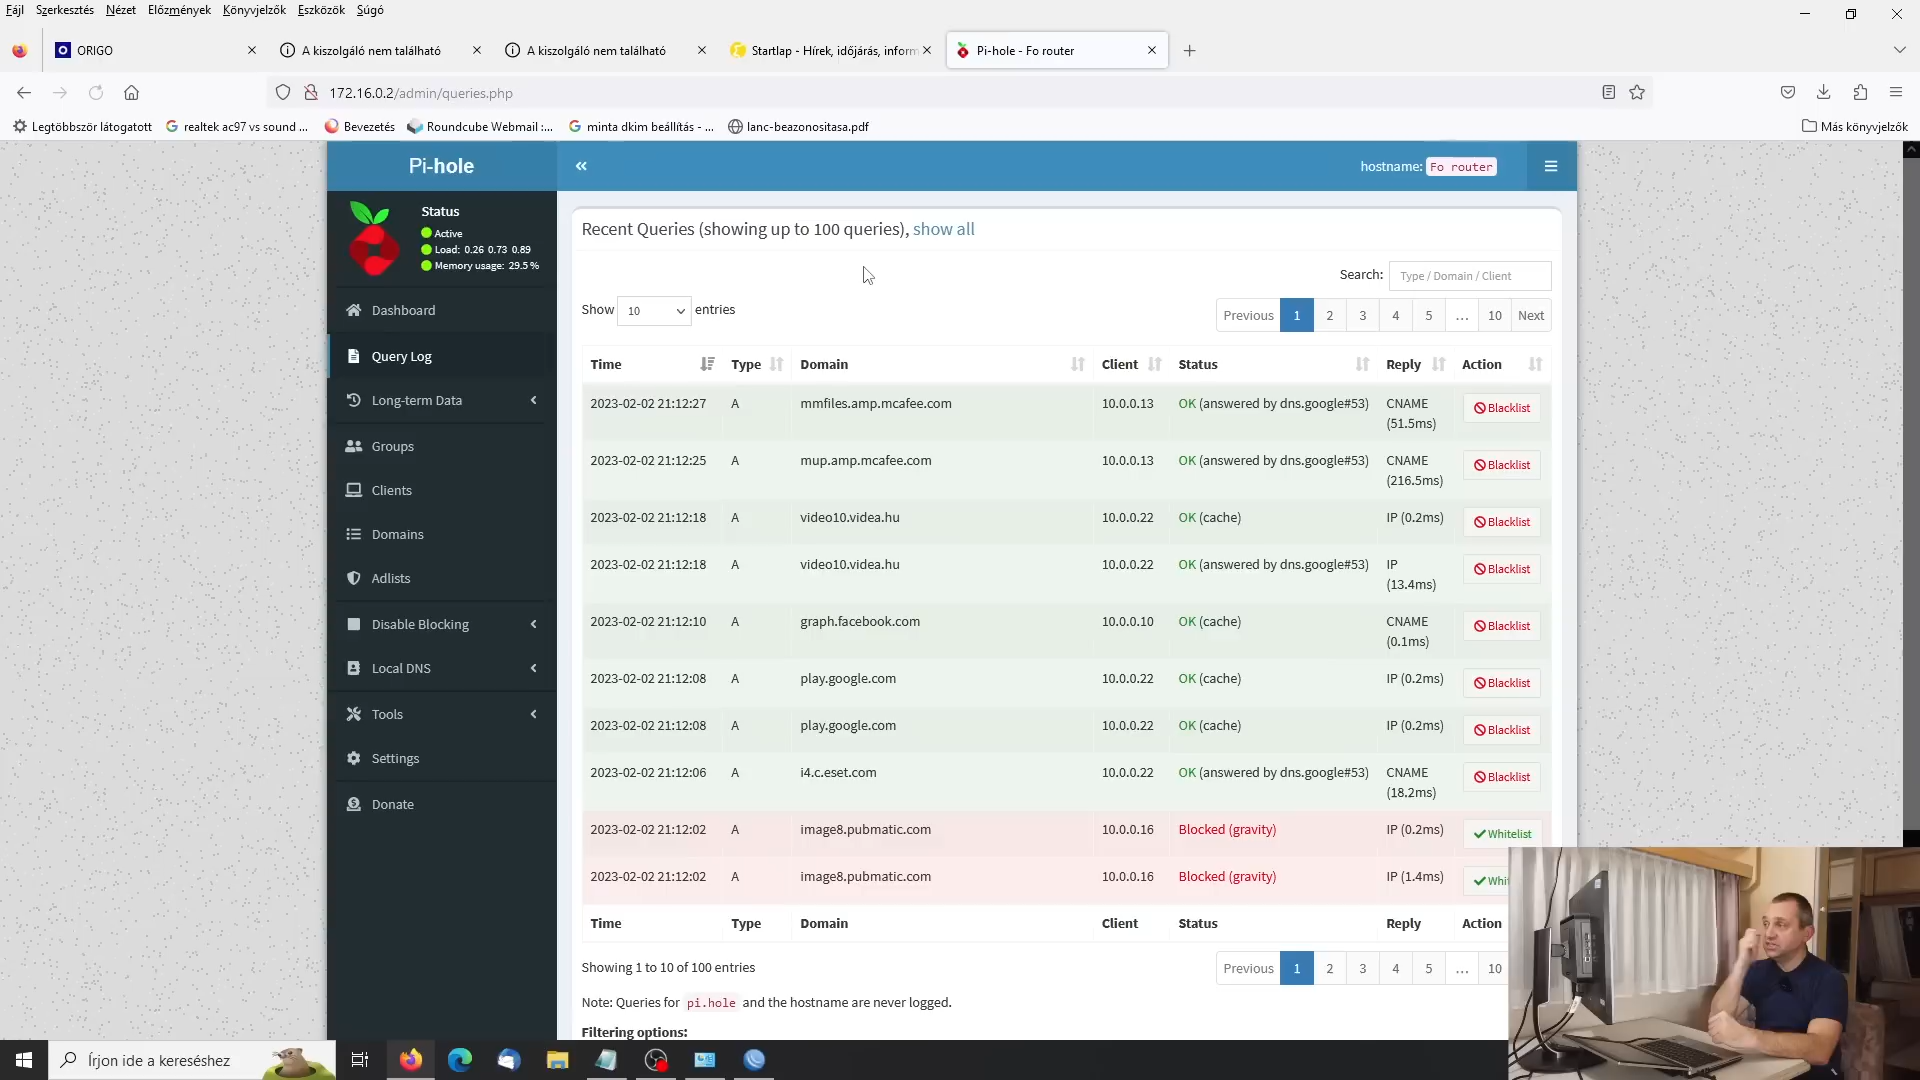 Fájl Szerkesztés Nézet Előzmények Könyvjelzők Eszközök Súgó
ORIGO
A kiszolgáló nem található
A kiszolgáló nem található
Startlap - Hírek, időjárás, inform
Pi-hole - Fo router
172.16.0.2/admin/queries.php
Legtöbbször látogatott
realtek ac97 vs sound ...
Bevezetés
Roundcube Webmail :...
minta dkim beállítás - ...
lanc-beazonositasa.pdf
Más könyvjelzők
Pi-hole
hostname: Fo router
Status
Active
Load: 0.26 0.73 0.89
Memory usage: 29.5 %
Dashboard
Query Log
Long-term Data
Groups
Clients
Domains
Adlists
Disable Blocking
Local DNS
Tools
Settings
Donate
Recent Queries (showing up to 100 queries), show all
Search: Type / Domain / Client
Show 10 entries
Previous 1 2 3 4 5 ... 10 Next
Time Type Domain Client Status Reply Action
2023-02-02 21:12:27 A mmfiles.amp.mcafee.com 10.0.0.13 OK (answered by dns.google#53) CNAME Blacklist
(51.5ms)
2023-02-02 21:12:25 A mup.amp.mcafee.com 10.0.0.13 OK (answered by dns.google#53) CNAME Blacklist
(216.5ms)
2023-02-02 21:12:18 A video10.videa.hu 10.0.0.22 OK (cache) IP (0.2ms) Blacklist
2023-02-02 21:12:18 A video10.videa.hu 10.0.0.22 OK (answered by dns.google#53) IP Blacklist
(13.4ms)
2023-02-02 21:12:10 A graph.facebook.com 10.0.0.10 OK (cache) CNAME Blacklist
(0.1ms)
2023-02-02 21:12:08 A play.google.com 10.0.0.22 OK (cache) IP (0.2ms) Blacklist
2023-02-02 21:12:08 A play.google.com 10.0.0.22 OK (cache) IP (0.2ms) Blacklist
2023-02-02 21:12:06 A i4.c.eset.com 10.0.0.22 OK (answered by dns.google#53) CNAME Blacklist
(18.2ms)
2023-02-02 21:12:02 A image8.pubmatic.com 10.0.0.16 Blocked (gravity) IP (0.2ms) Whitelist
2023-02-02 21:12:02 A image8.pubmatic.com 10.0.0.16 Blocked (gravity) IP (1.4ms) Whit
Time Type Domain Client Status Reply Action
Showing 1 to 10 of 100 entries
Previous 1 2 3 4 5 ... 10
Note: Queries for pi.hole and the hostname are never logged.
Filtering options:
Írjon ide a kereséshez